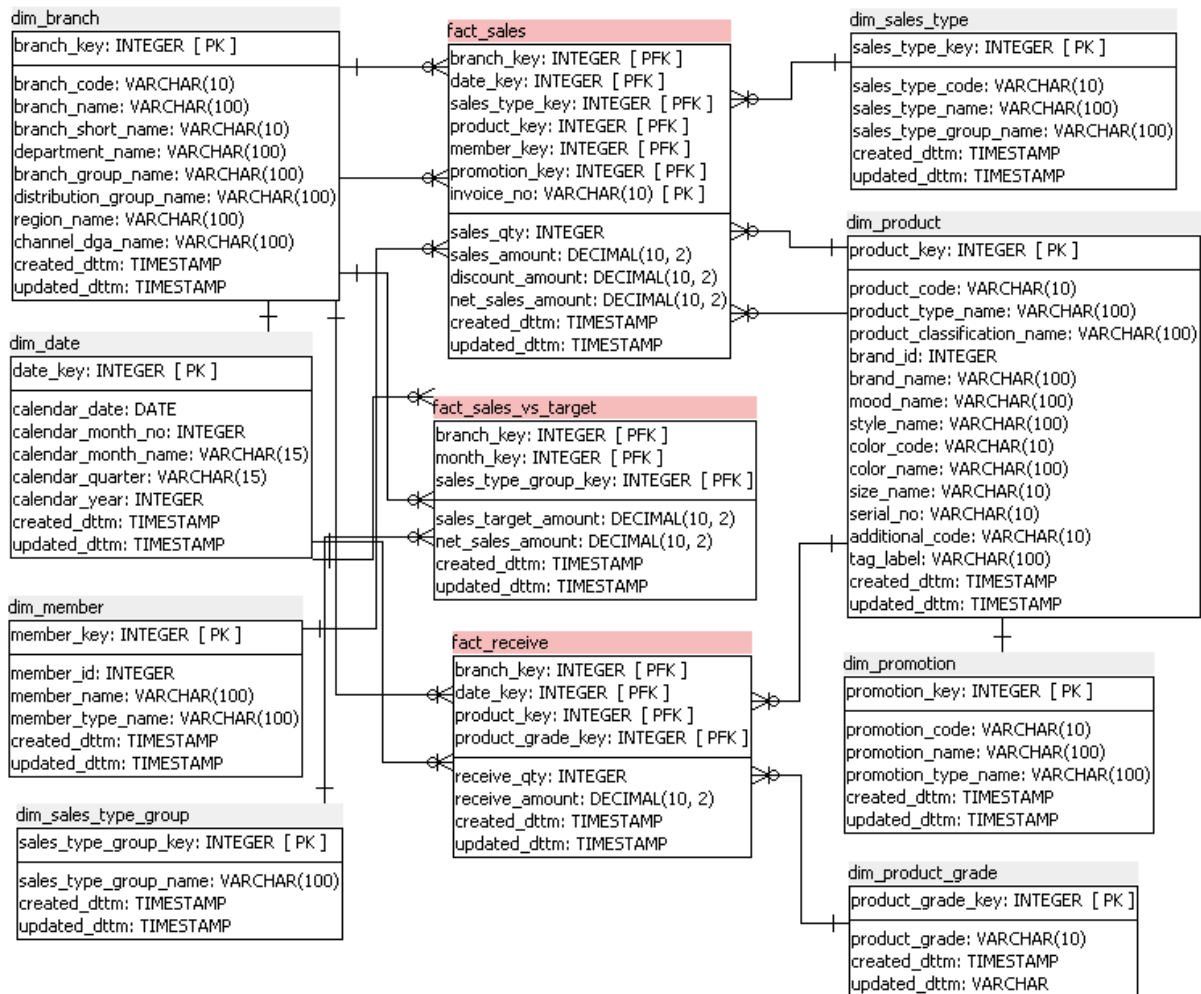 dim_branch
branch_key: INTEGER [ PK ]
branch_code: VARCHAR(10)
branch_name: VARCHAR(100)
branch_short_name: VARCHAR(10)
department_name: VARCHAR(100)
branch_group_name: VARCHAR(100)
distribution_group_name: VARCHAR(100)
region_name: VARCHAR(100)
channel_dga_name: VARCHAR(100)
created_dttm: TIMESTAMP
updated_dttm: TIMESTAMP
dim_date
date_key: INTEGER [ PK ]
calendar_date: DATE
calendar_month_no: INTEGER
calendar_month_name: VARCHAR(15)
calendar_quarter: VARCHAR(15)
calendar_year: INTEGER
created_dttm: TIMESTAMP
updated_dttm: TIMESTAMP
dim_member
member_key: INTEGER [ PK ]
member_id: INTEGER
member_name: VARCHAR(100)
member_type_name: VARCHAR(100)
created_dttm: TIMESTAMP
updated_dttm: TIMESTAMP
dim_sales_type_group
sales_type_group_key: INTEGER [ PK ]
sales_type_group_name: VARCHAR(100)
created_dttm: TIMESTAMP
updated_dttm: TIMESTAMP
fact_sales
branch_key: INTEGER [ PFK ]
date_key: INTEGER [ PFK ]
sales_type_key: INTEGER [ PFK ]
product_key: INTEGER [ PFK ]
member_key: INTEGER [ PFK ]
promotion_key: INTEGER [ PFK ]
invoice_no: VARCHAR(10) [ PK ]
sales_qty: INTEGER
sales_amount: DECIMAL(10, 2)
discount_amount: DECIMAL(10, 2)
net_sales_amount: DECIMAL(10, 2)
created_dttm: TIMESTAMP
updated_dttm: TIMESTAMP
fact_sales_vs_target
branch_key: INTEGER [ PFK ]
month_key: INTEGER [ PFK ]
sales_type_group_key: INTEGER [ PFK ]
sales_target_amount: DECIMAL(10, 2)
net_sales_amount: DECIMAL(10, 2)
created_dttm: TIMESTAMP
updated_dttm: TIMESTAMP
fact_receive
branch_key: INTEGER [ PFK ]
date_key: INTEGER [ PFK ]
product_key: INTEGER [ PFK ]
product_grade_key: INTEGER [ PFK ]
receive_qty: INTEGER
receive_amount: DECIMAL(10, 2)
created_dttm: TIMESTAMP
updated_dttm: TIMESTAMP
dim_sales_type
sales_type_key: INTEGER [ PK ]
sales_type_code: VARCHAR(10)
sales_type_name: VARCHAR(100)
sales_type_group_name: VARCHAR(100)
created_dttm: TIMESTAMP
updated_dttm: TIMESTAMP
dim_product
product_key: INTEGER [ PK ]
product_code: VARCHAR(10)
product_type_name: VARCHAR(100)
product_classification_name: VARCHAR(100)
brand_id: INTEGER
brand_name: VARCHAR(100)
mood_name: VARCHAR(100)
style_name: VARCHAR(100)
color_code: VARCHAR(10)
color_name: VARCHAR(100)
size_name: VARCHAR(10)
serial_no: VARCHAR(10)
additional_code: VARCHAR(10)
tag_label: VARCHAR(100)
created_dttm: TIMESTAMP
updated_dttm: TIMESTAMP
dim_promotion
promotion_key: INTEGER [ PK ]
promotion_code: VARCHAR(10)
promotion_name: VARCHAR(100)
promotion_type_name: VARCHAR(100)
created_dttm: TIMESTAMP
updated_dttm: TIMESTAMP
dim_product_grade
product_grade_key: INTEGER [ PK ]
product_grade: VARCHAR(10)
created_dttm: TIMESTAMP
updated_dttm: VARCHAR